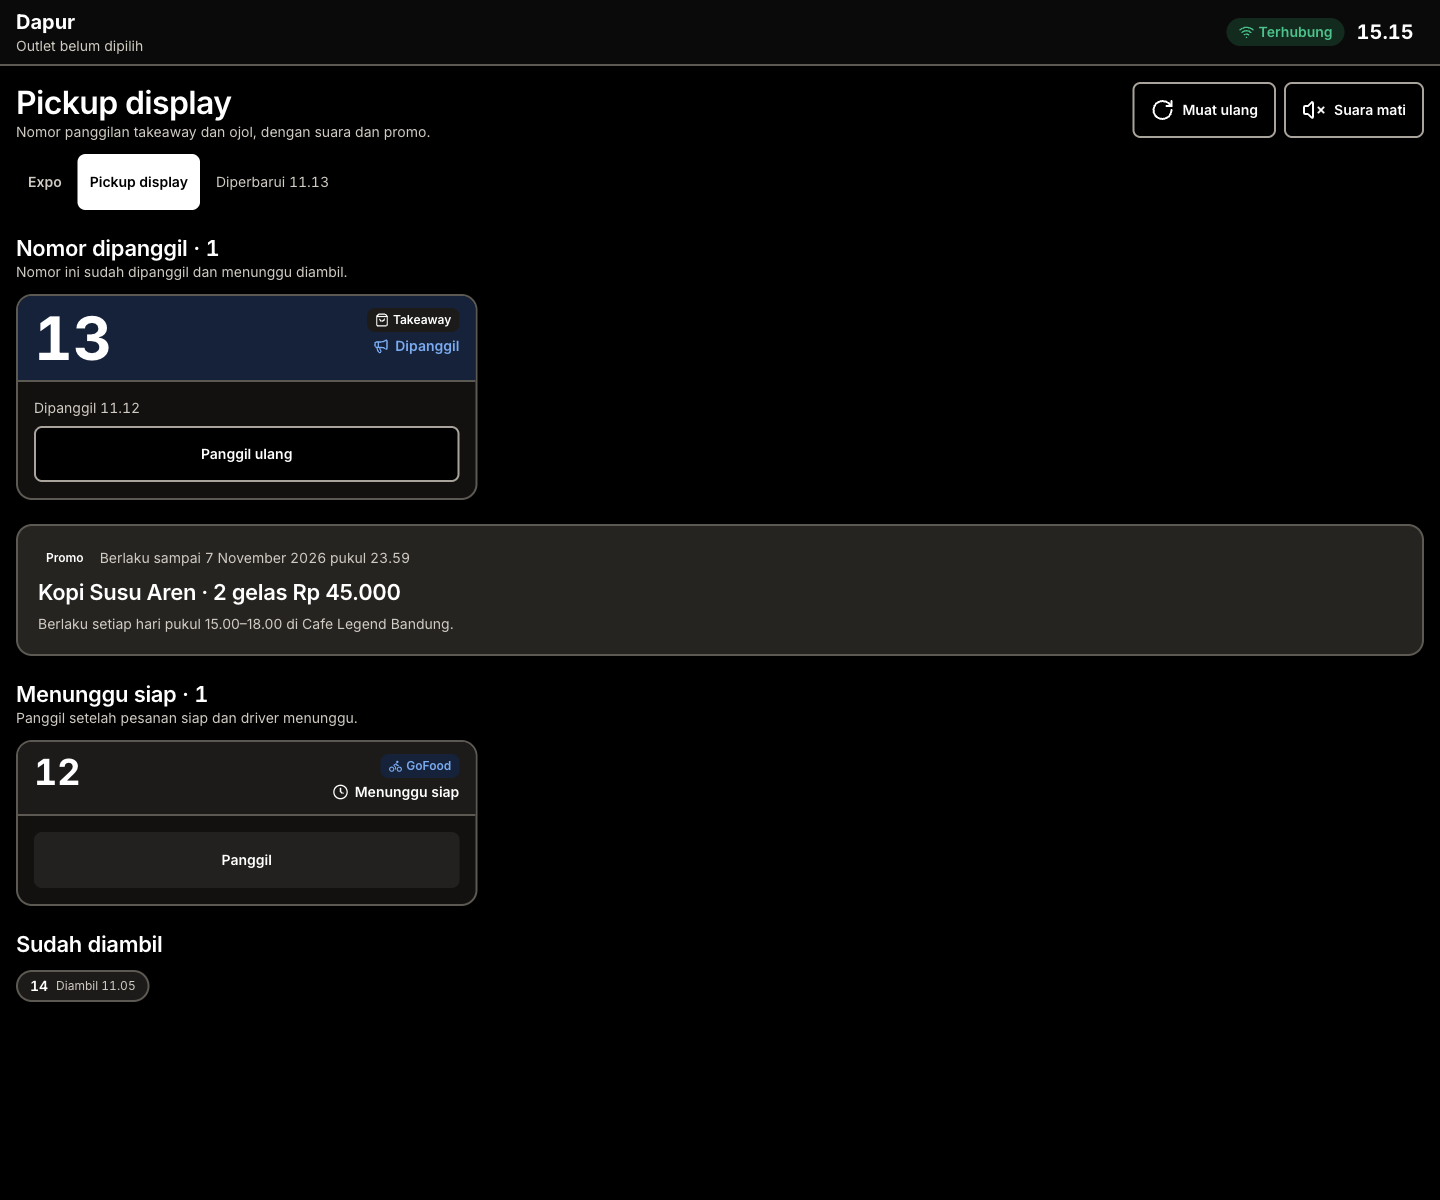 Dapur
Outlet belum dipilih
Terhubung
15.15
Pickup display
Nomor panggilan takeaway dan ojol, dengan suara dan promo.
Muat ulang
Suara mati
Expo
Pickup display
Diperbarui 11.13
Nomor dipanggil · 1
Nomor ini sudah dipanggil dan menunggu diambil.
13
Takeaway
Dipanggil
Dipanggil 11.12
Panggil ulang
Promo
Berlaku sampai 7 November 2026 pukul 23.59
Kopi Susu Aren · 2 gelas Rp 45.000
Berlaku setiap hari pukul 15.00–18.00 di Cafe Legend Bandung.
Menunggu siap · 1
Panggil setelah pesanan siap dan driver menunggu.
12
GoFood
Menunggu siap
Panggil
Sudah diambil
14 Diambil 11.05